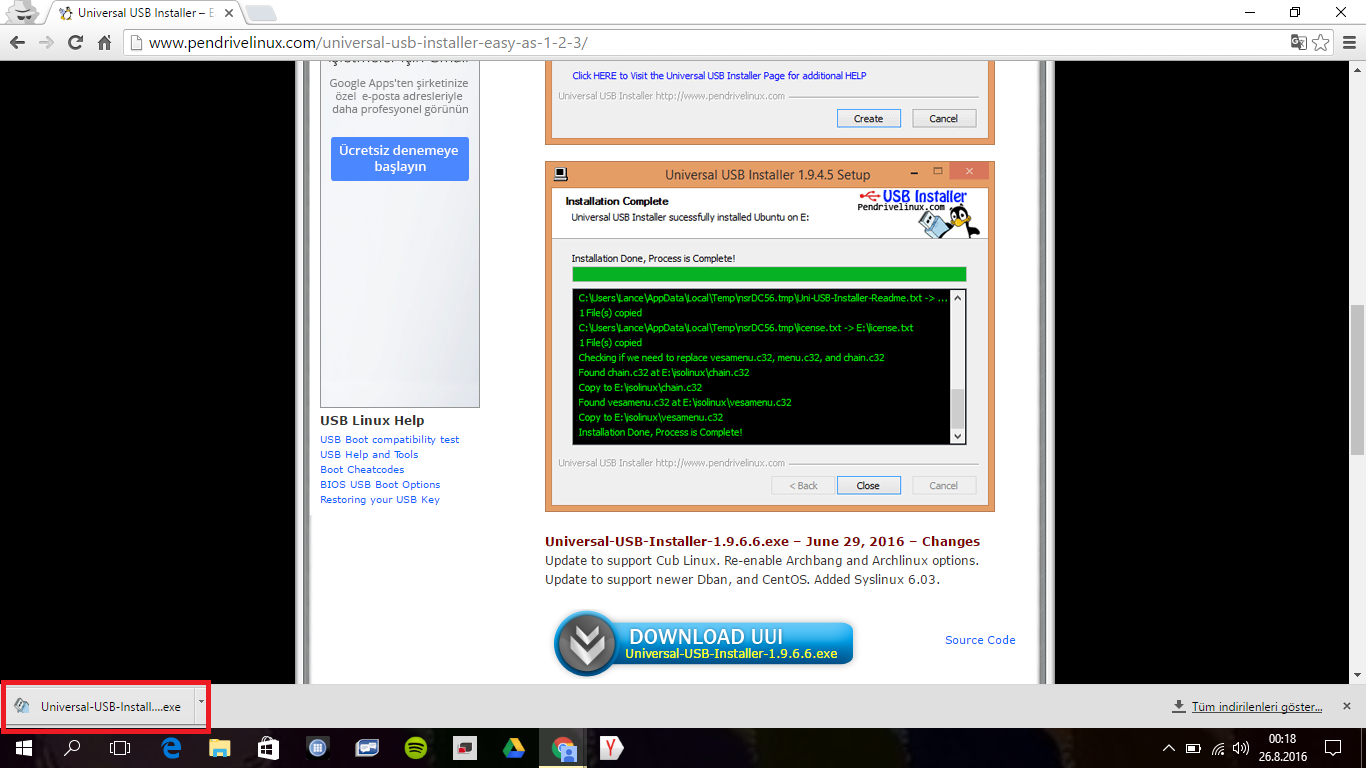 Universal USB Installer – E
www.pendrivelinux.com/universal-usb-installer-easy-as-1-2-3/
Google Apps'ten şirketinize
özel e-posta adresleriyle
daha profesyonel görünün
Ücretsiz denemeye
başlayın
USB Linux Help
USB Boot compatibility test
USB Help and Tools
Boot Cheatcodes
BIOS USB Boot Options
Restoring your USB Key
Click HERE to Visit the Universal USB Installer Page for additional HELP
Universal USB Installer http://www.pendrivelinux.com
Create
Cancel
Universal USB Installer 1.9.4.5 Setup
Installation Complete
Universal USB Installer sucessfully installed Ubuntu on E:
USB Installer
Pendrivelinux.com
Installation Done, Process is Complete!
C:\Users\Lance\AppData\Local\Temp\nsrDC56.tmp\Uni-USB-Installer-Readme.txt -> ...
1 File(s) copied
C:\Users\Lance\AppData\Local\Temp\nsrDC56.tmp\license.txt -> E:\license.txt
1 File(s) copied
Checking if we need to replace vesamenu.c32, menu.c32, and chain.c32
Found chain.c32 at E:\isolinux\chain.c32
Copy to E:\isolinux\chain.c32
Found vesamenu.c32 at E:\isolinux\vesamenu.c32
Copy to E:\isolinux\vesamenu.c32
Installation Done, Process is Complete!
Universal USB Installer http://www.pendrivelinux.com
< Back
Close
Cancel
Universal-USB-Installer-1.9.6.6.exe – June 29, 2016 – Changes
Update to support Cub Linux. Re-enable Archbang and Archlinux options.
Update to support newer Dban, and CentOS. Added Syslinux 6.03.
DOWNLOAD UUI
Universal-USB-Installer-1.9.6.6.exe
Source Code
Universal-USB-Install....exe
Tüm indirilenleri göster...
00:18
26.8.2016